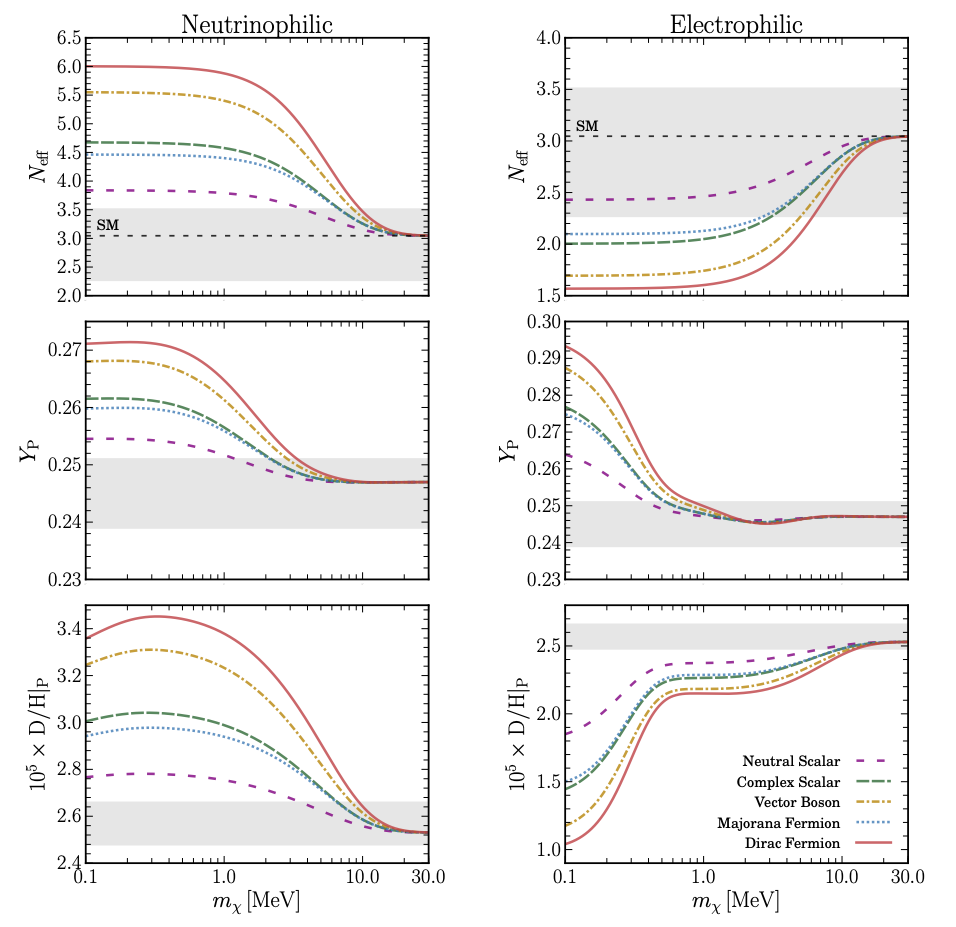 Neutrinophilic
6.5
6.0
5.5
5.0
4.5
4.0
3.5
3.0
2.5
2.0
N_eff
SM
Electrophilic
4.0
3.5
3.0
2.5
2.0
1.5
N_eff
SM
0.27
0.26
0.25
0.24
0.23
Y_P
0.30
0.29
0.28
0.27
0.26
0.25
0.24
0.23
Y_P
3.4
3.2
3.0
2.8
2.6
2.4
10^5 × D/H|_P
0.1 1.0 10.0 30.0
m_χ [MeV]
2.5
2.0
1.5
1.0
10^5 × D/H|_P
Neutral Scalar
Complex Scalar
Vector Boson
Majorana Fermion
Dirac Fermion
0.1 1.0 10.0 30.0
m_χ [MeV]